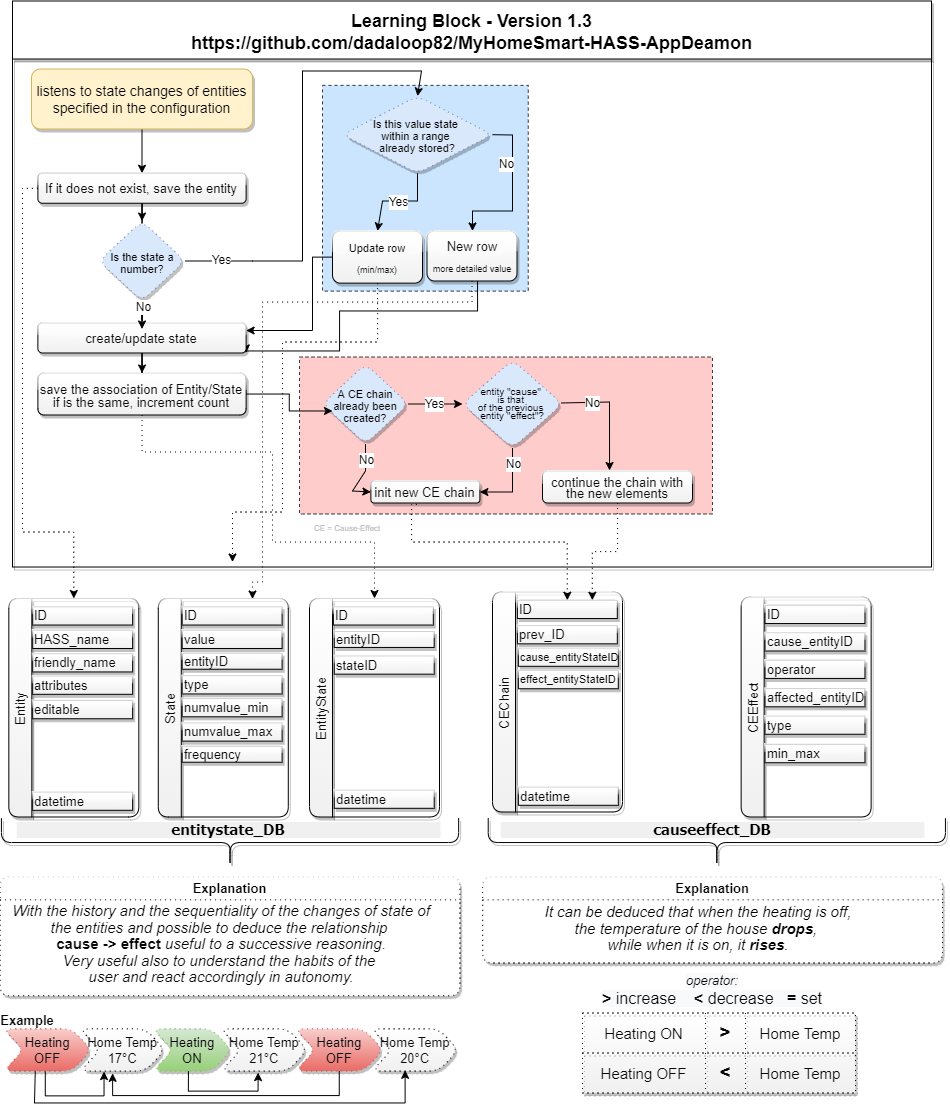 Learning Block - Version 1.3
https://github.com/dadaloop82/MyHomeSmart-HASS-AppDeamon
listens to state changes of entities
specified in the configuration
If it does not exist, save the entity
Is the state a
number?
Yes
No
Is this value state
within a range
already stored?
Yes
No
Update row
(min/max)
New row
more detailed value
create/update state
save the association of Entity/State
if is the same, increment count
A CE chain
already been
created?
Yes
No
entity "cause"
is that
of the previous
entity "effect"?
No
No
init new CE chain
continue the chain with
the new elements
CE = Cause-Effect
Entity
ID
HASS_name
friendly_name
attributes
editable
datetime
State
ID
value
entityID
type
numvalue_min
numvalue_max
frequency
EntityState
ID
entityID
stateID
datetime
CEChain
ID
prev_ID
cause_entityStateID
effect_entityStateID
datetime
CEEffect
ID
cause_entityID
operator
affected_entityID
type
min_max
entitystate_DB
causeeffect_DB
Explanation
With the history and the sequentiality of the changes of state of
the entities and possible to deduce the relationship
cause -> effect useful to a successive reasoning.
Very useful also to understand the habits of the
user and react accordingly in autonomy.
Explanation
It can be deduced that when the heating is off,
the temperature of the house drops,
while when it is on, it rises.
operator:
> increase < decrease = set
Heating ON > Home Temp
Heating OFF < Home Temp
Example
Heating
OFF
Home Temp
17°C
Heating
ON
Home Temp
21°C
Heating
OFF
Home Temp
20°C